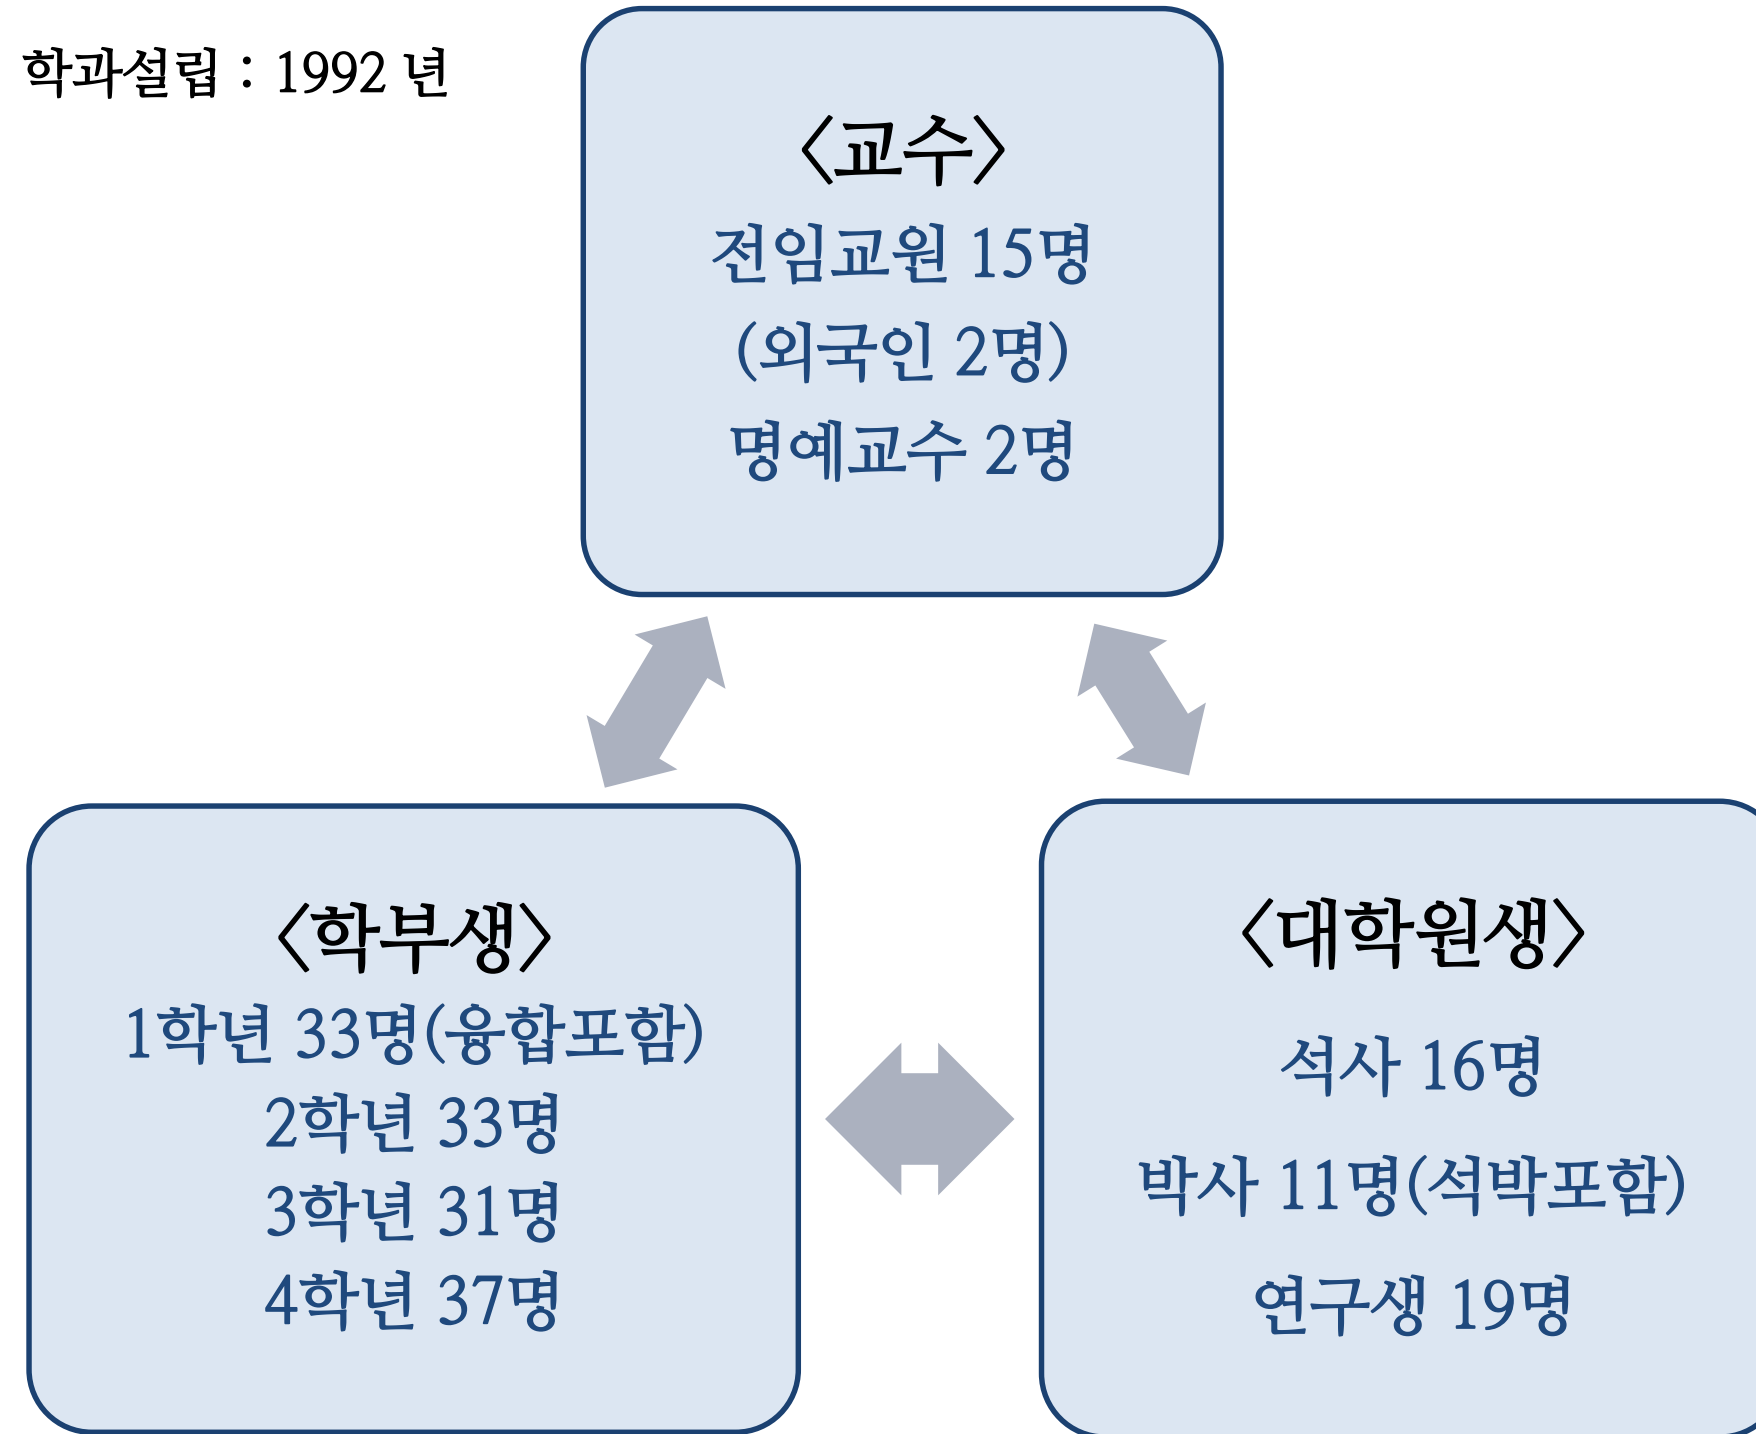 학과설립 : 1992 년
<교수>
전임교원 15명
(외국인 2명)
명예교수 2명
<학부생>
1학년 33명(융합포함)
2학년 33명
3학년 31명
4학년 37명
<대학원생>
석사 16명
박사 11명(석박포함)
연구생 19명